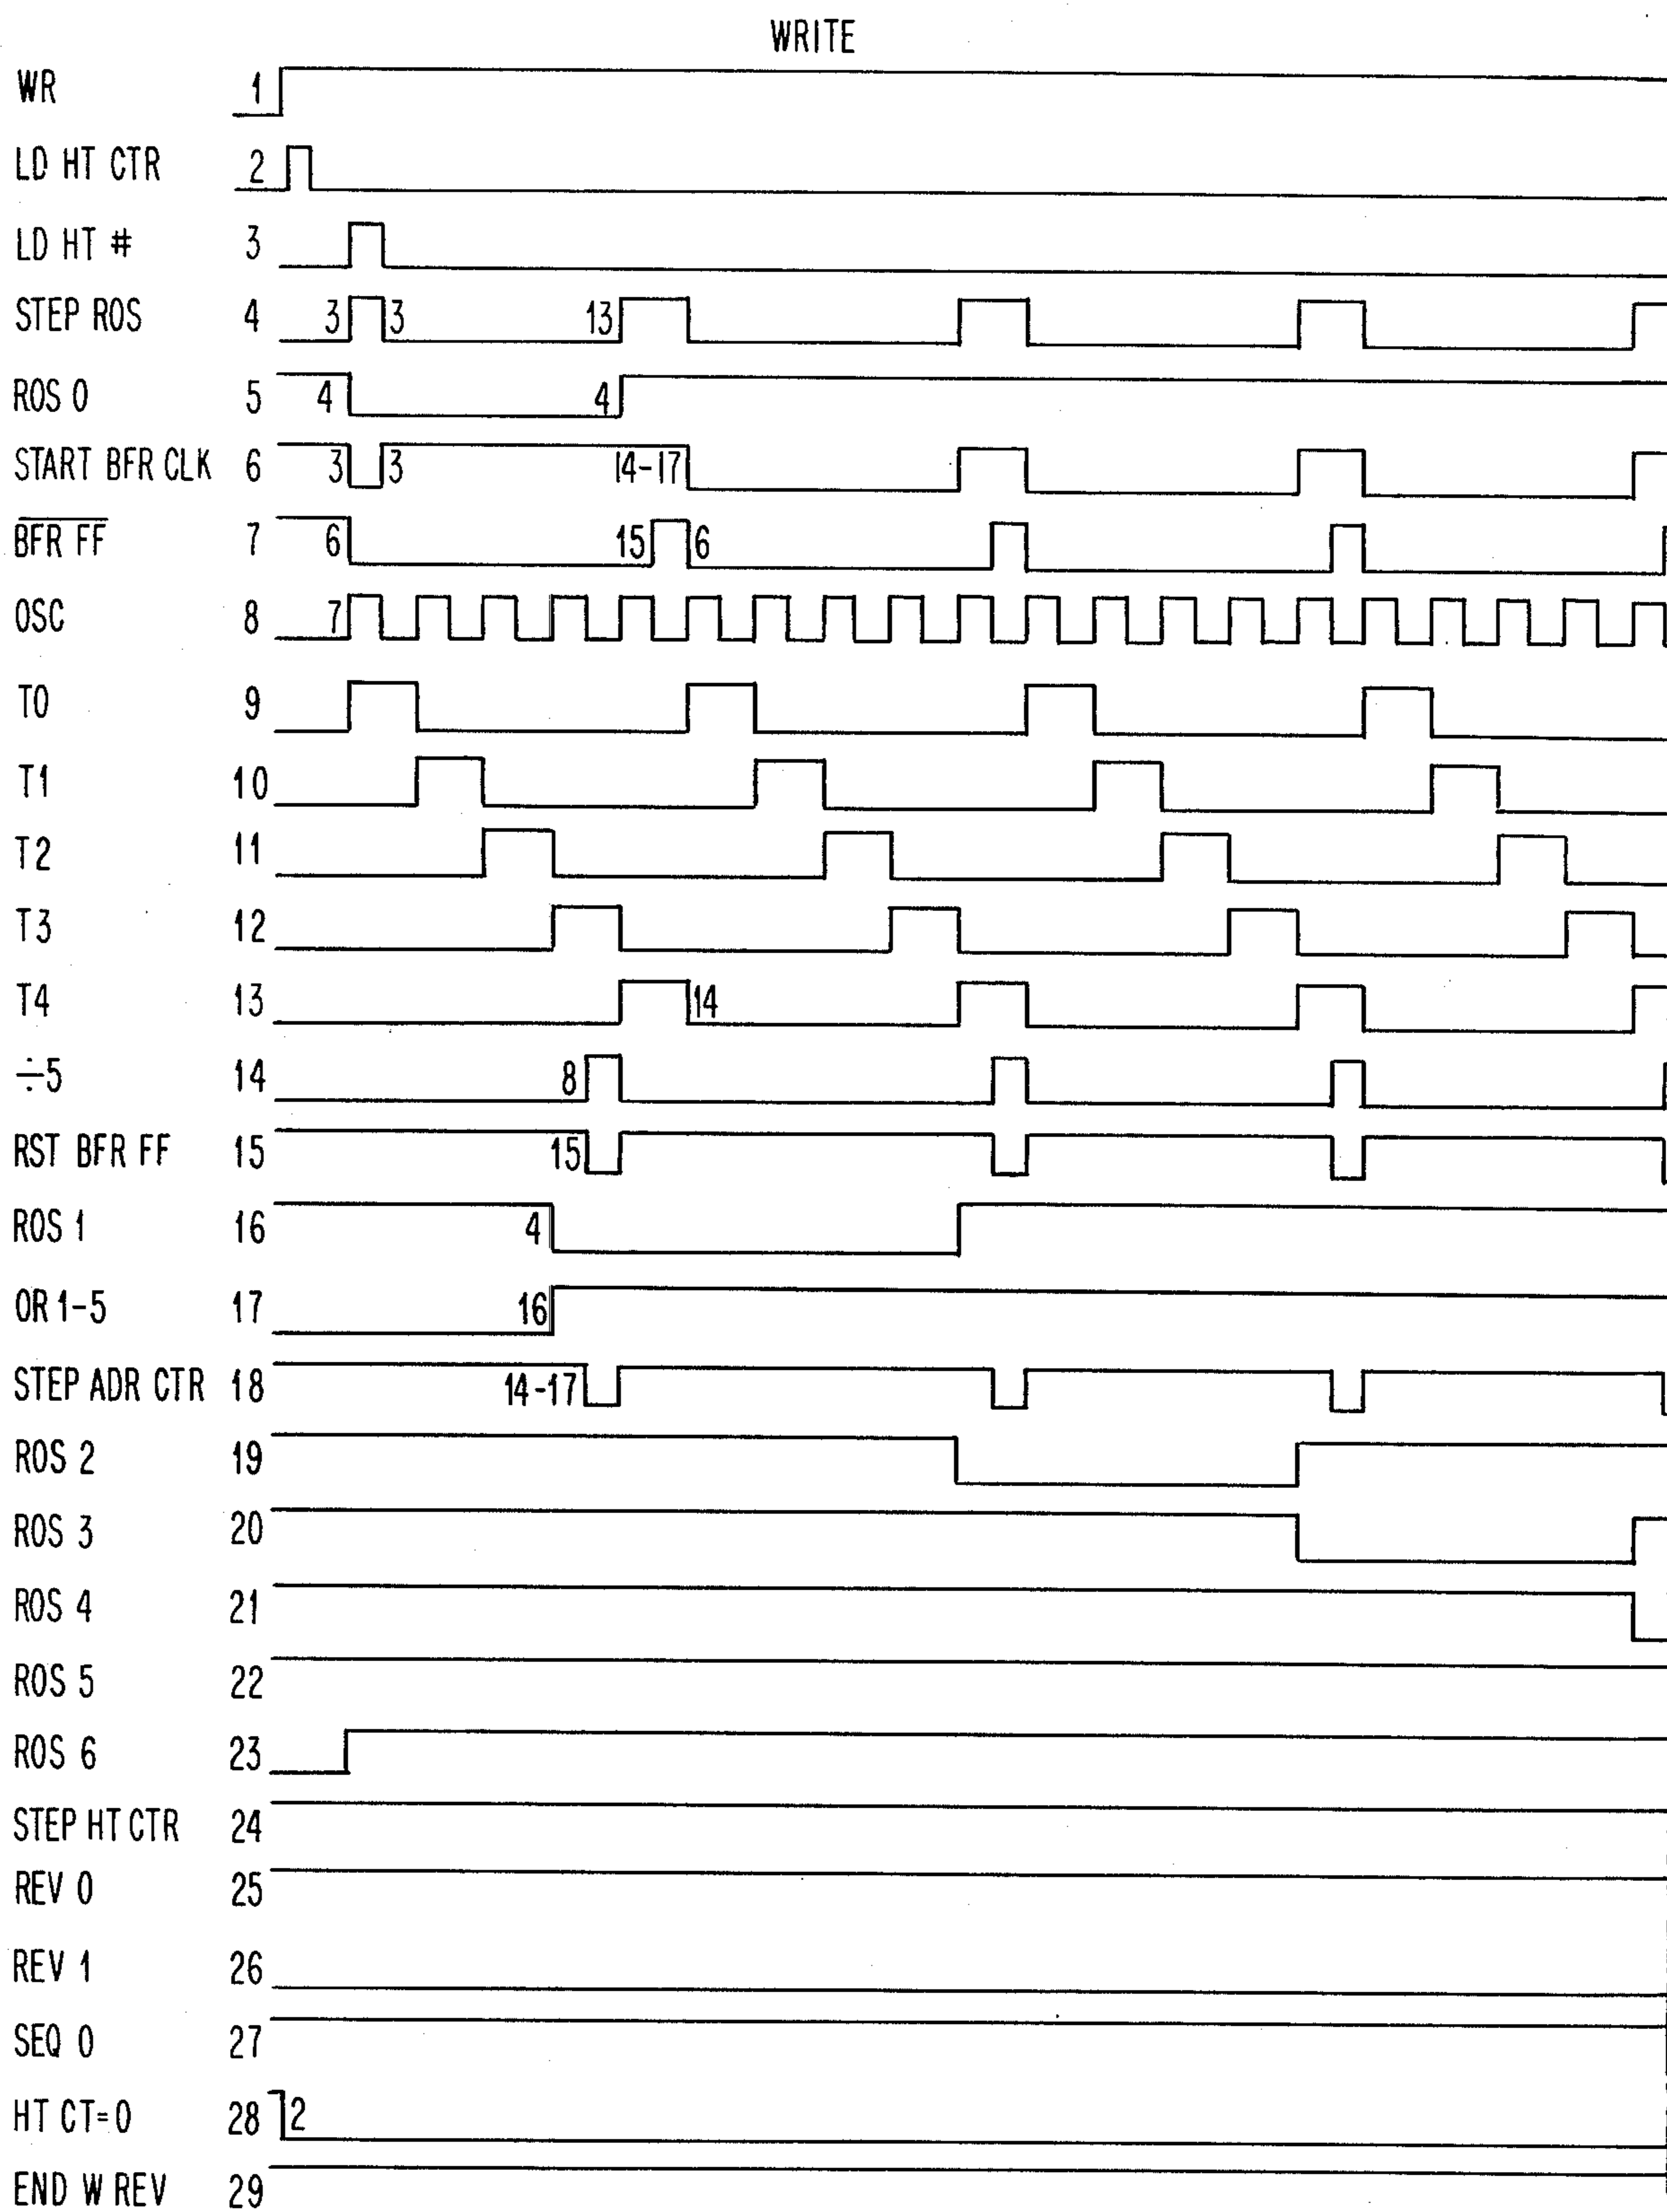 WRITE
WR 1
LD HT CTR 2
LD HT # 3
STEP ROS 4 3 3 13
ROS 0 5 4 4
START BFR CLK 6 3 3 14-17
BFR FF 7 6 15 6
OSC 8 7
T0 9
T1 10
T2 11
T3 12
T4 13 14
÷5 14 8
RST BFR FF 15 15
ROS 1 16 4
OR 1-5 17 16
STEP ADR CTR 18 14-17
ROS 2 19
ROS 3 20
ROS 4 21
ROS 5 22
ROS 6 23
STEP HT CTR 24
REV 0 25
REV 1 26
SEQ 0 27
HT CT=0 28 2
END W REV 29